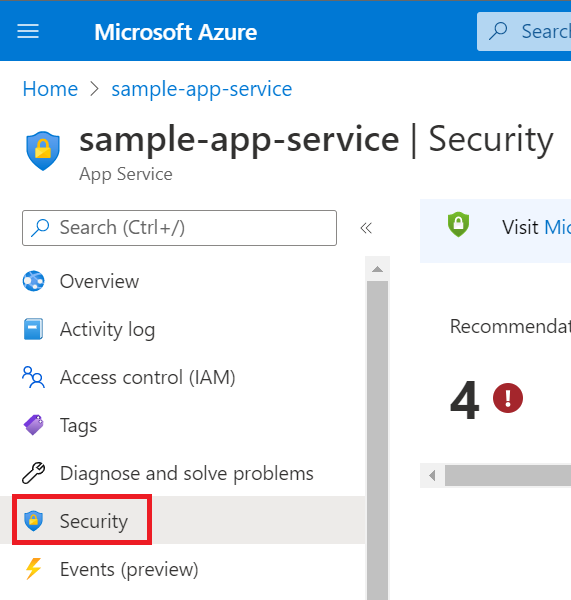 Microsoft Azure
Search
Home > sample-app-service
sample-app-service | Security
App Service
Search (Ctrl+/)
«
Visit
Overview
Activity log
Recommendat
Access control (IAM)
4
Tags
Diagnose and solve problems
Security
Events (preview)